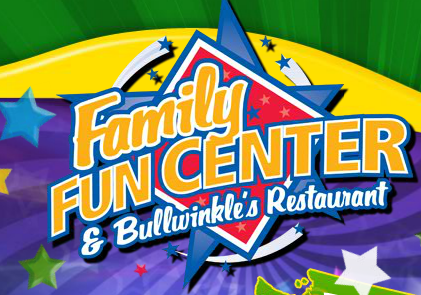 Family
FUN CENTER
& Bullwinkle's Restaurant